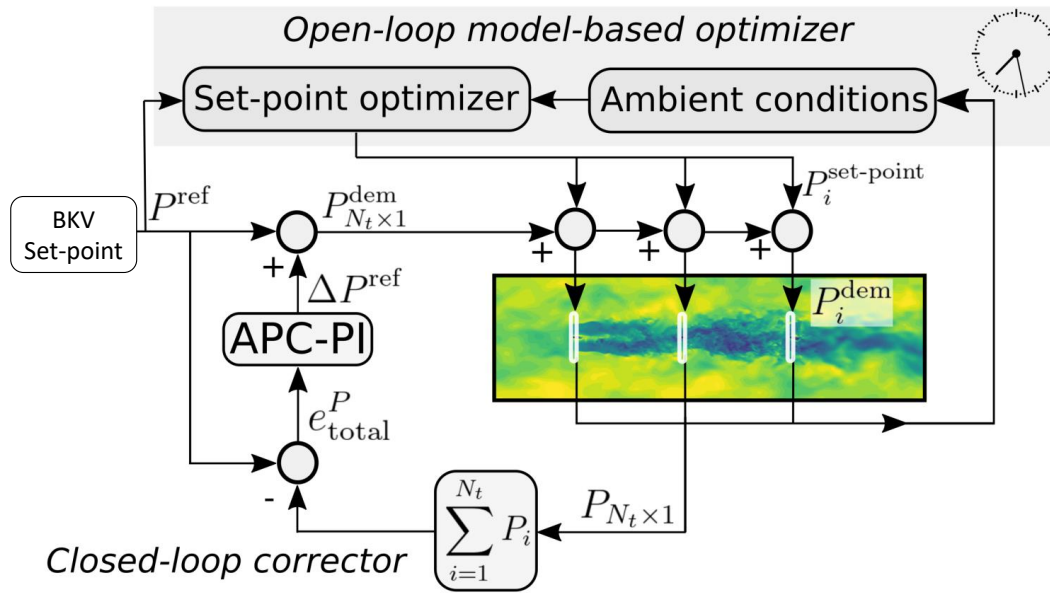 Open-loop model-based optimizer
Set-point optimizer
Ambient conditions
BKV
Set-point
P^ref
P^dem_{N_t×1}
P_i^set-point
+
+
+
+
ΔP^ref
P_i^dem
APC-PI
e^P_total
-
∑_{i=1}^{N_t} P_i
P_{N_t×1}
Closed-loop corrector